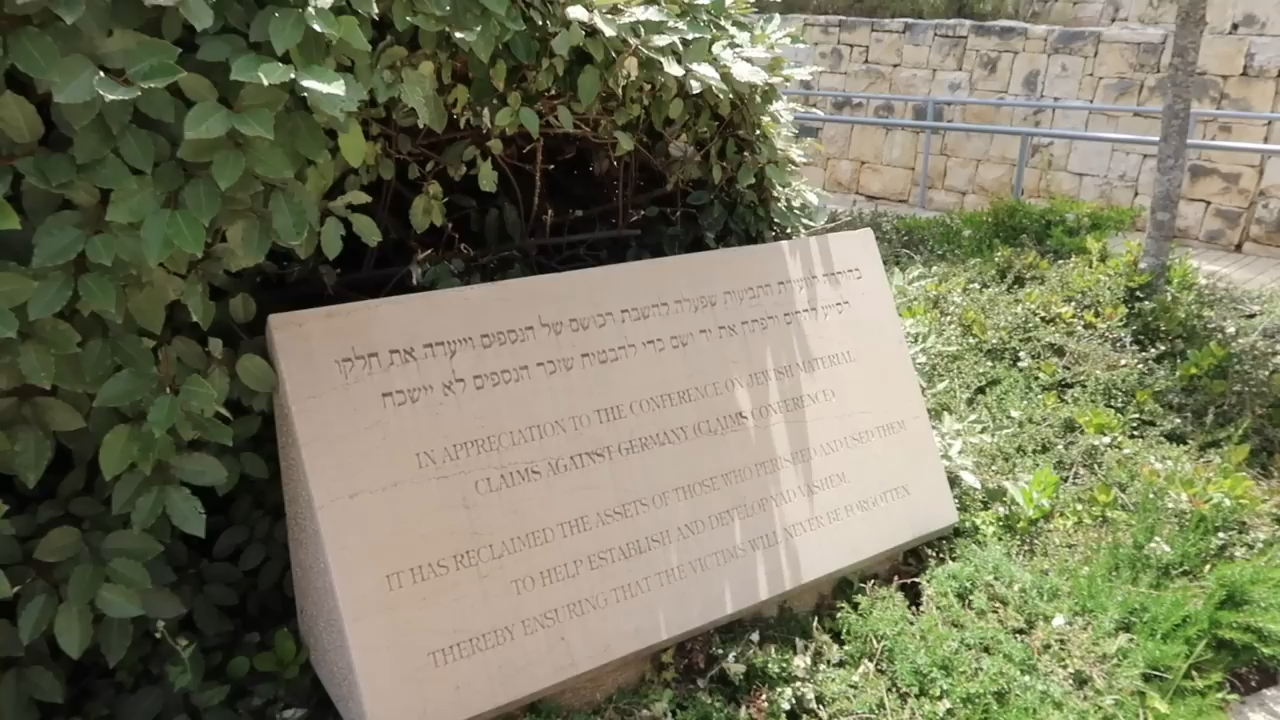 בהוקרה לוועידת התביעות שפעלה להשבת רכושם של הנספים וייעדה את חלקו
לסייע להקים ולפתח את יד ושם כדי להבטיח שזכר הנספים לא יישכח
IN APPRECIATION TO THE CONFERENCE ON JEWISH MATERIAL
CLAIMS AGAINST GERMANY (CLAIMS CONFERENCE)
IT HAS RECLAIMED THE ASSETS OF THOSE WHO PERISHED AND USED THEM
TO HELP ESTABLISH AND DEVELOP YAD VASHEM,
THEREBY ENSURING THAT THE VICTIMS WILL NEVER BE FORGOTTEN